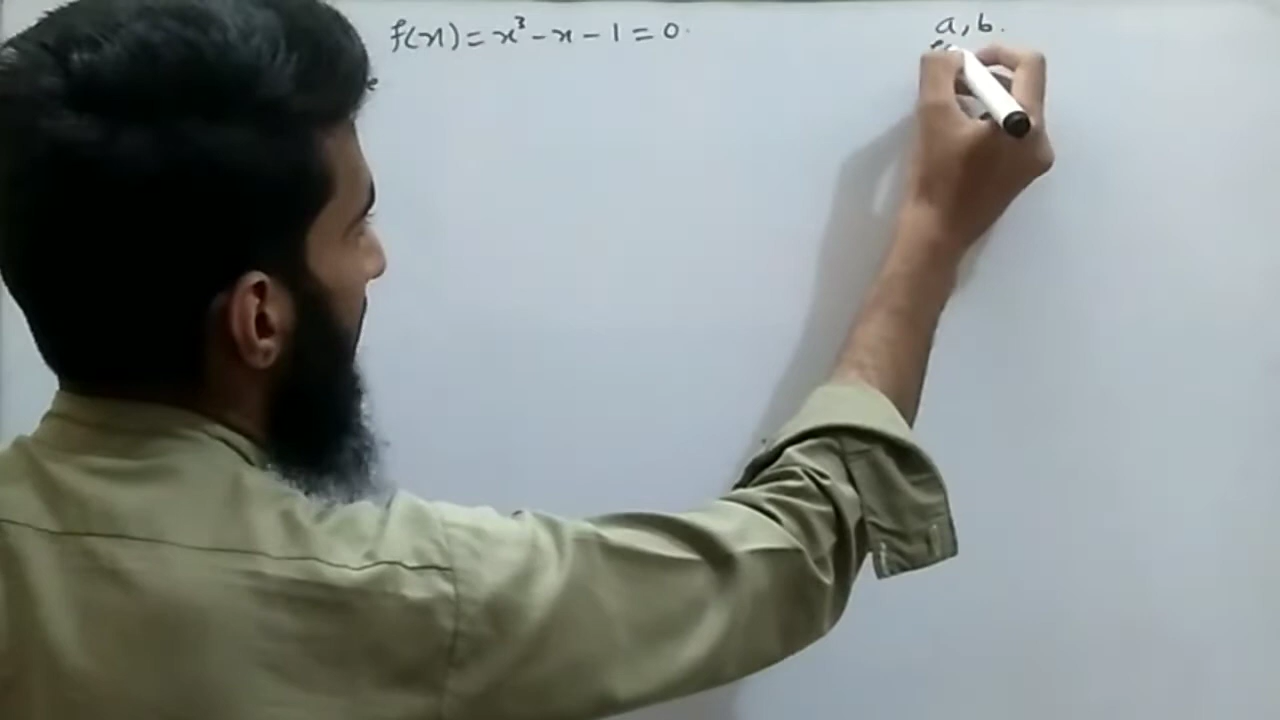 f(x) = x³ - x - 1 = 0.
a, b.